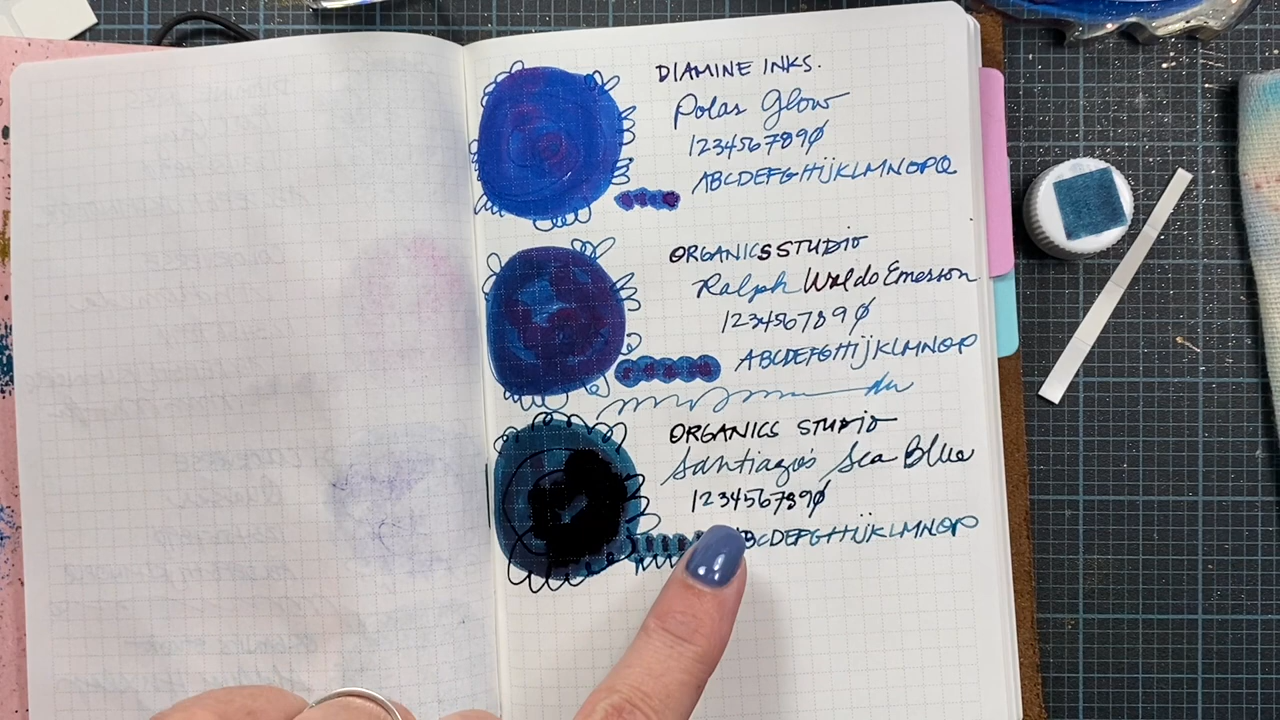 DIAMINE INKS.
Polar Glow
1234567890
ABCDEFGHIJKLMNOPQ
ORGANICS STUDIO
Ralph Waldo Emerson
1234567890
ABCDEFGHIJKLMNOP
ORGANICS STUDIO
Santiago's Sea Blue
1234567890
BCDEFGHIJKLMNOP